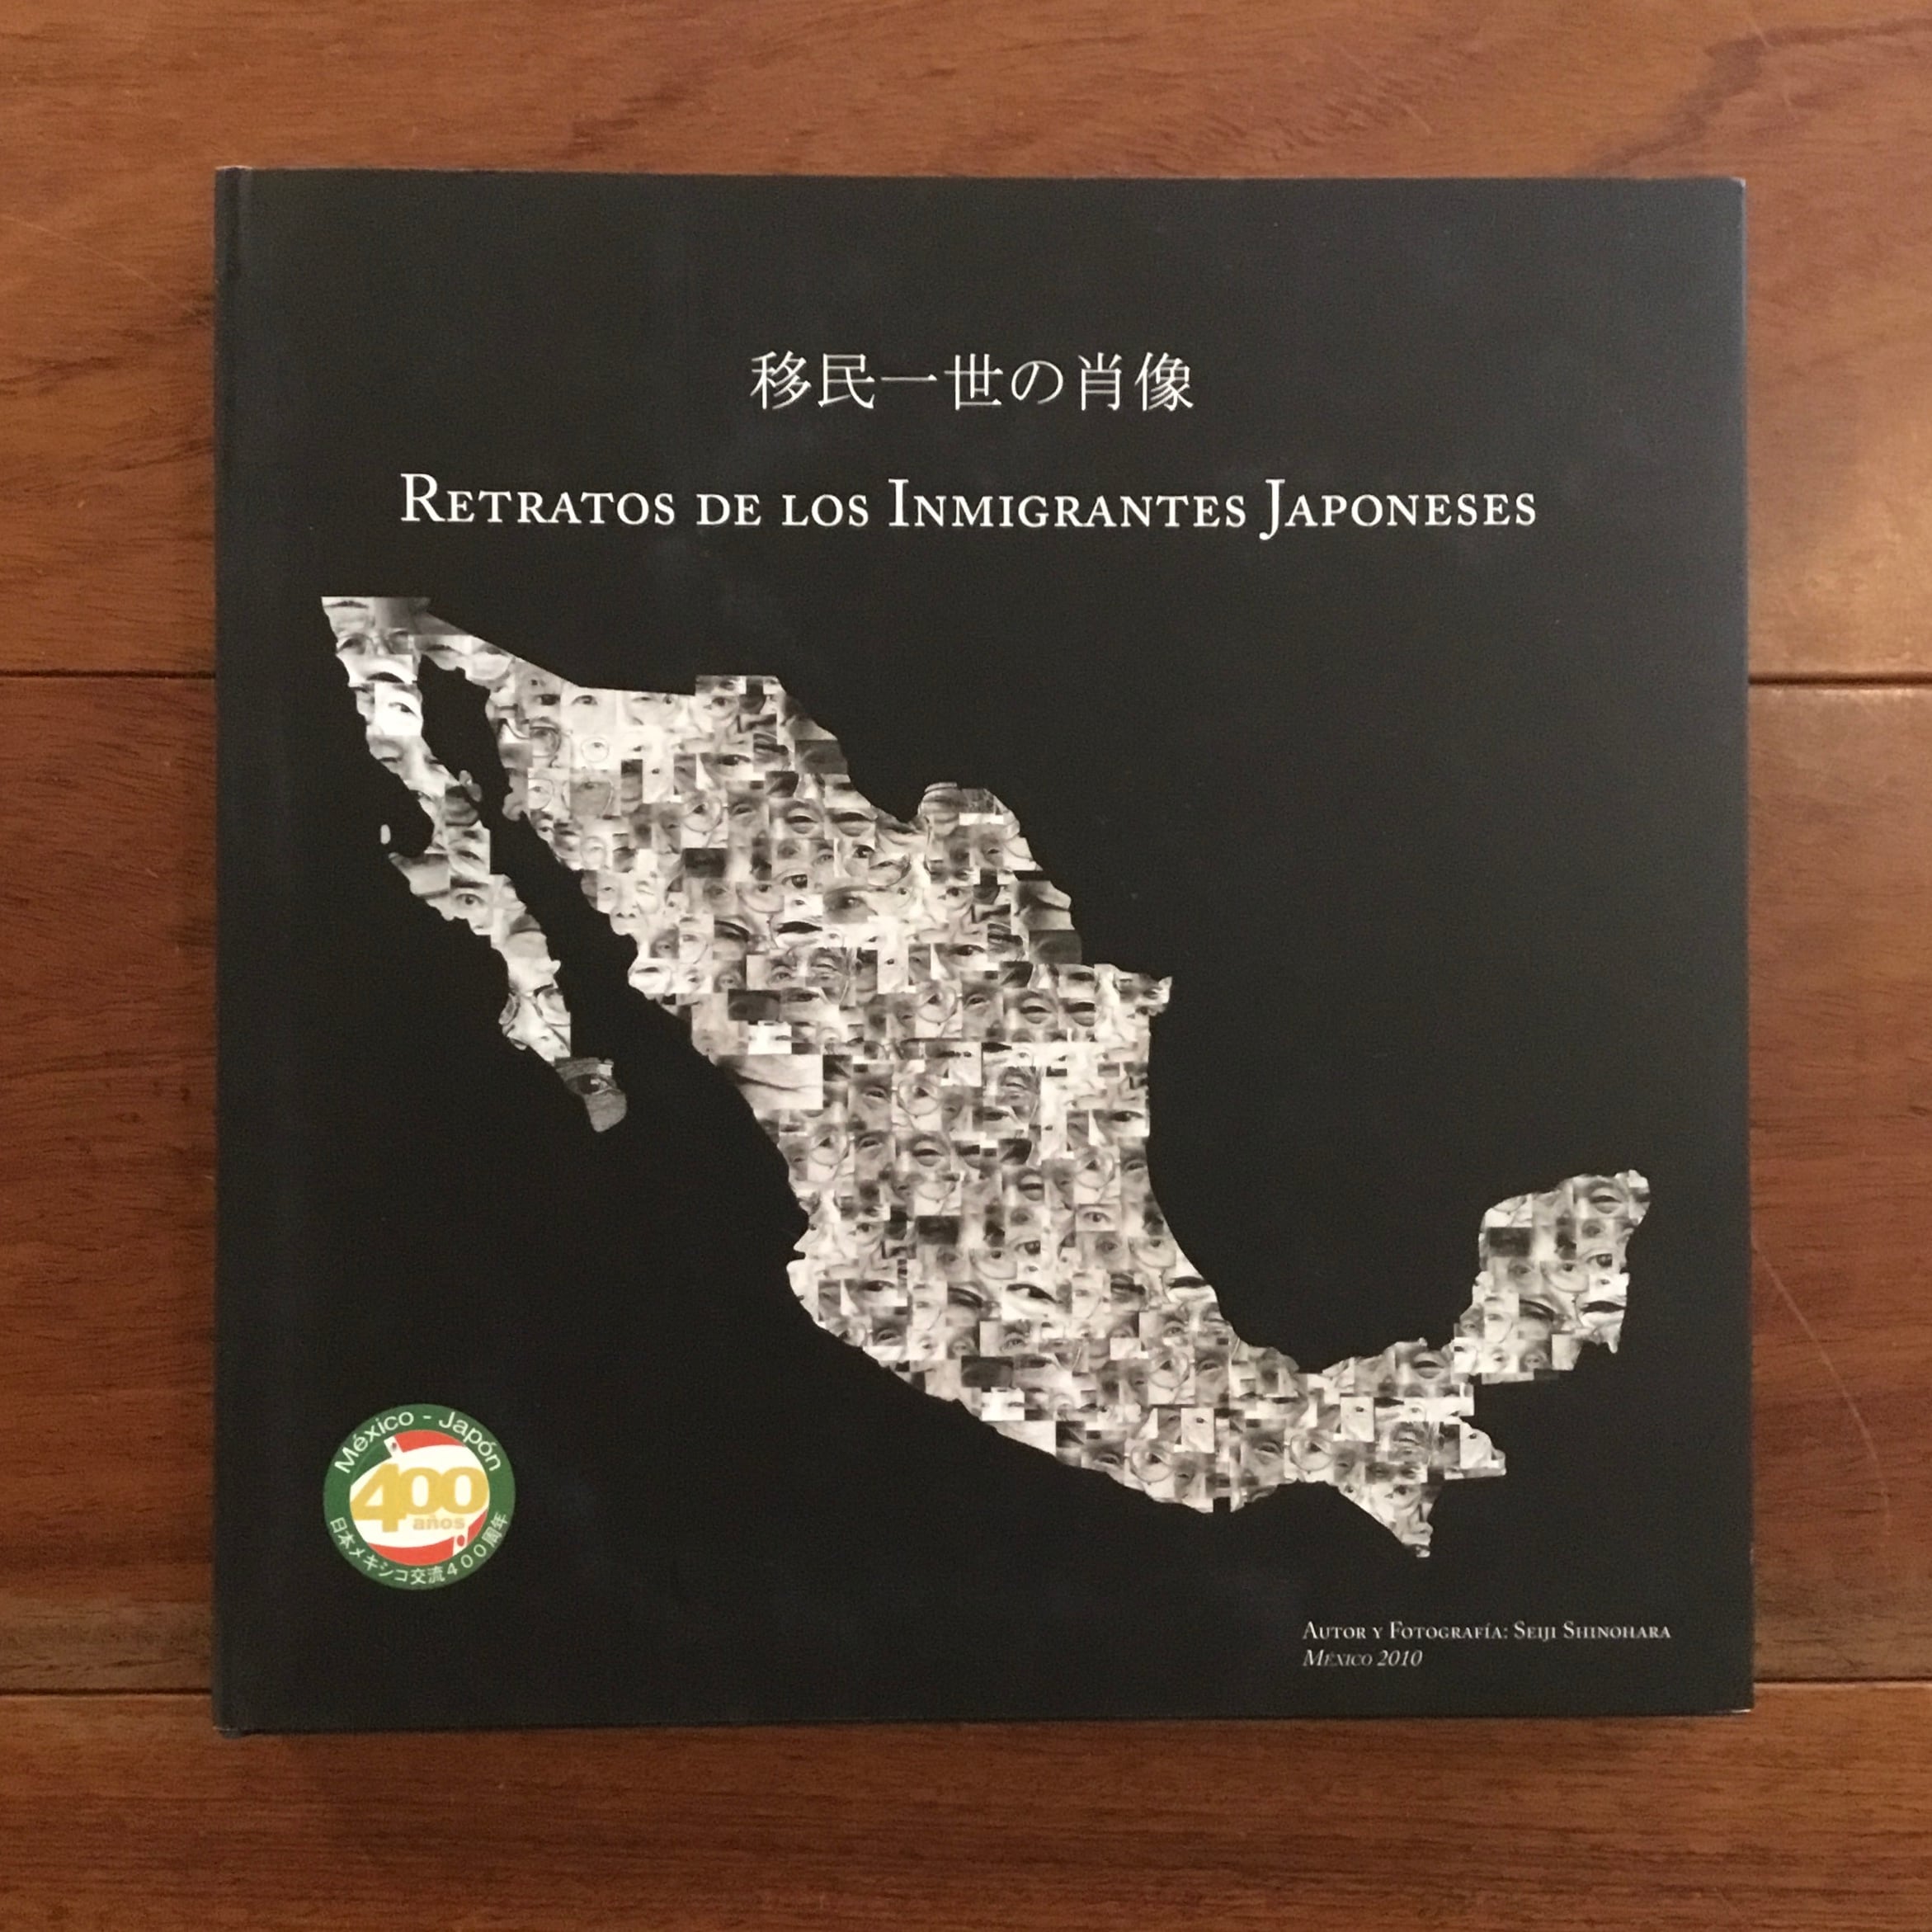 移民一世の肖像
Retratos de los Inmigrantes Japoneses
México - Japón
400
años
日本メキシコ交流400周年
Autor y Fotografía: Seiji Shinohara
México 2010